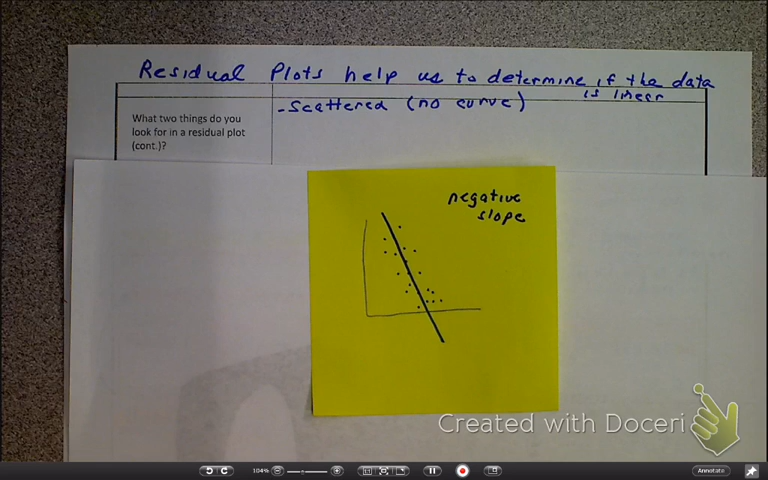 Residual Plots help us to determine if the data
is linear
-scattered (no curve)
What two things do you
look for in a residual plot
(cont.)?
negative
slope
Created with Doceri
104%
Annotate